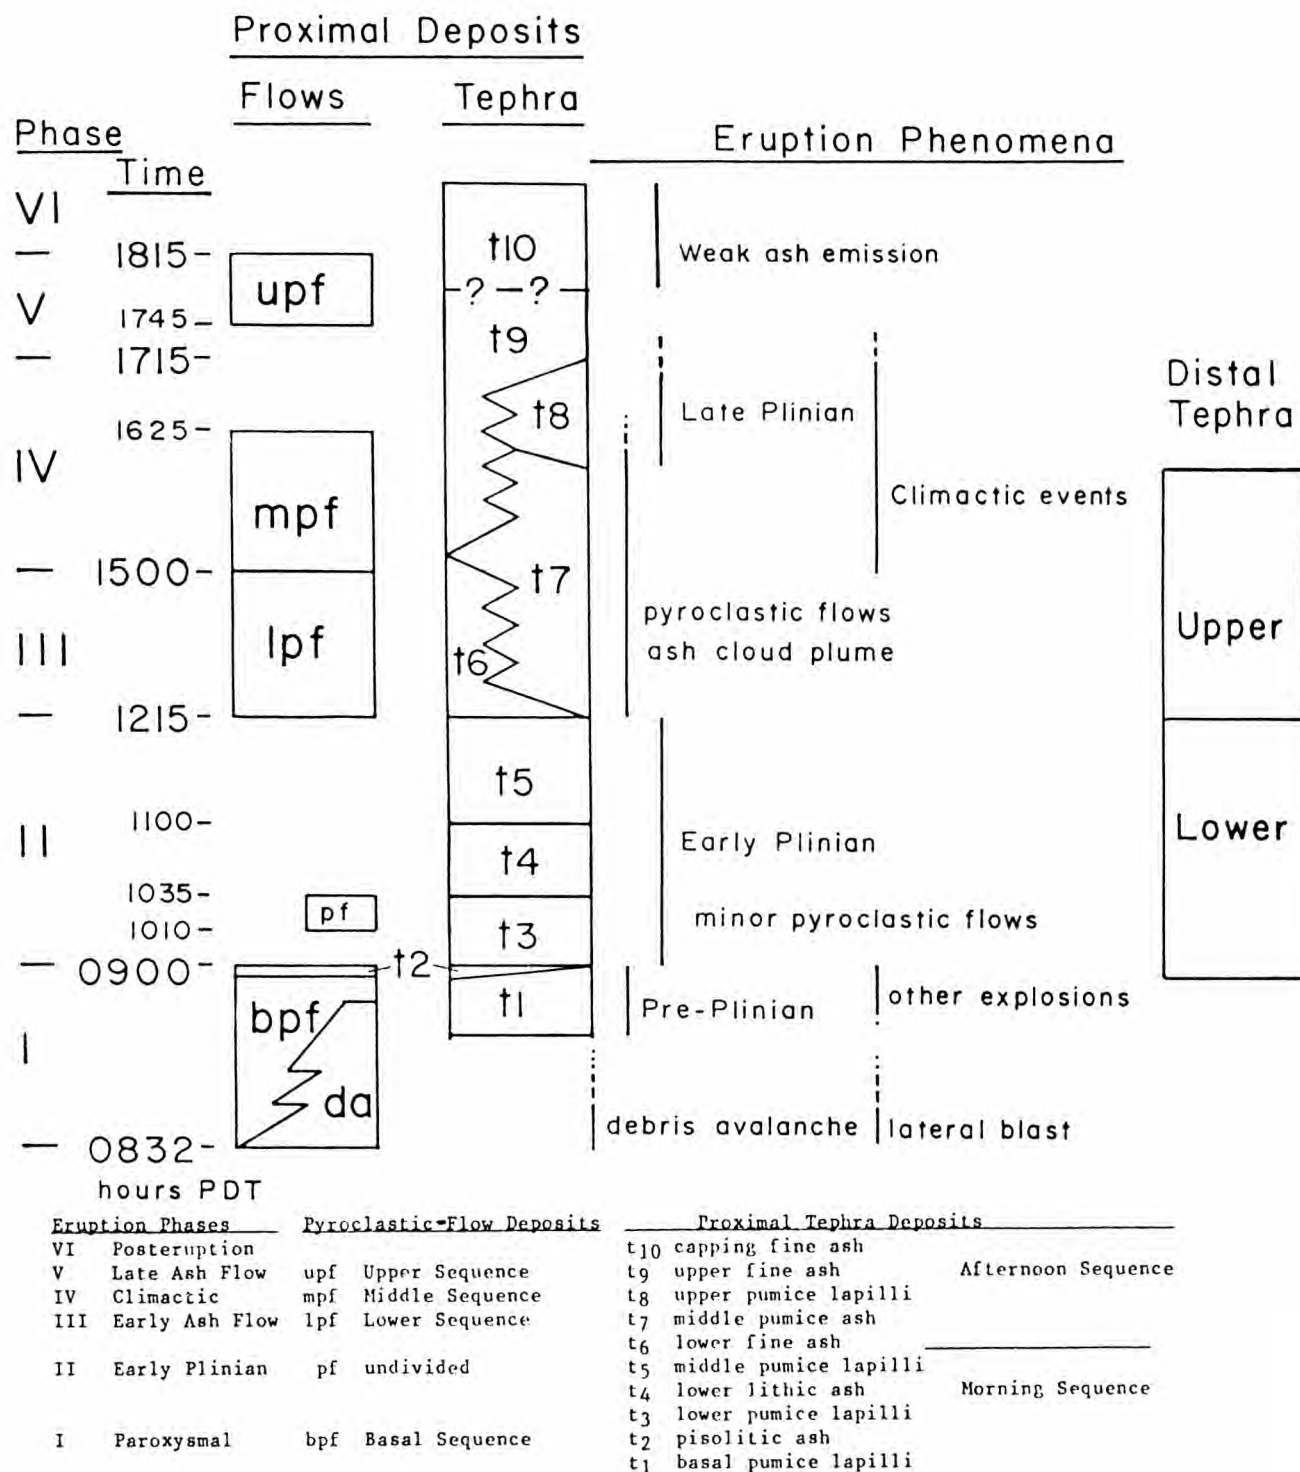 Proximal Deposits
Flows Tephra
Phase
Time
Eruption Phenomena
VI
t10
Weak ash emission
1815
upf
? ?
V
1745
t9
1715
Distal
Tephra
t8
Late Plinian
1625
IV
mpf
Climactic events
1500
t7
pyroclastic flows
ash cloud plume
Upper
III
lpf
t6
1215
t5
1100
II
Early Plinian
Lower
t4
1035
pf
minor pyroclastic flows
1010
t3
0900
t2
other explosions
bpf
t1
Pre-Plinian
I
da
debris avalanche
lateral blast
0832
hours PDT
Eruption Phases Pyroclastic-Flow Deposits Proximal Tephra Deposits
VI Posteruption t10 capping fine ash
V Late Ash Flow upf Upper Sequence t9 upper fine ash Afternoon Sequence
IV Climactic mpf Middle Sequence t8 upper pumice lapilli
III Early Ash Flow lpf Lower Sequence t7 middle pumice ash
t6 lower fine ash
II Early Plinian pf undivided t5 middle pumice lapilli
t4 lower lithic ash Morning Sequence
t3 lower pumice lapilli
I Paroxysmal bpf Basal Sequence t2 pisolitic ash
t1 basal pumice lapilli